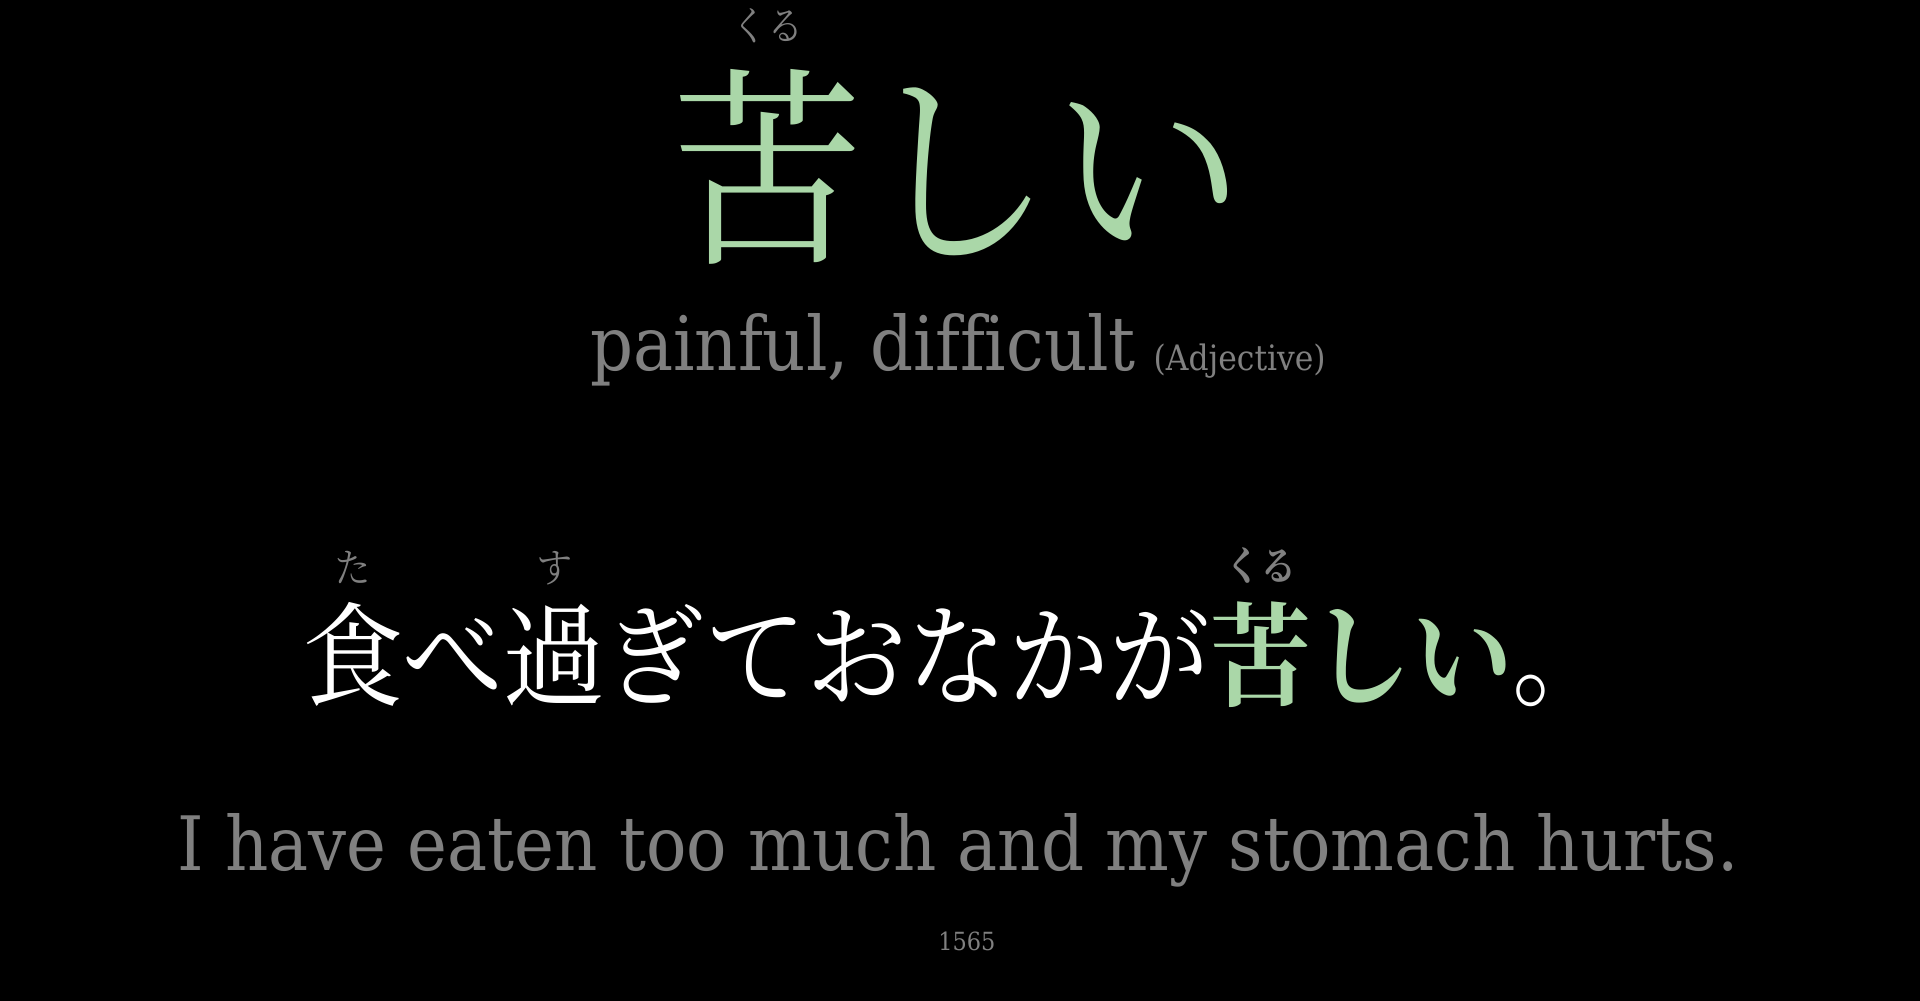 くる
苦しい
painful, difficult (Adjective)
た す くる
食べ過ぎておなかが苦しい。
I have eaten too much and my stomach hurts.
1565